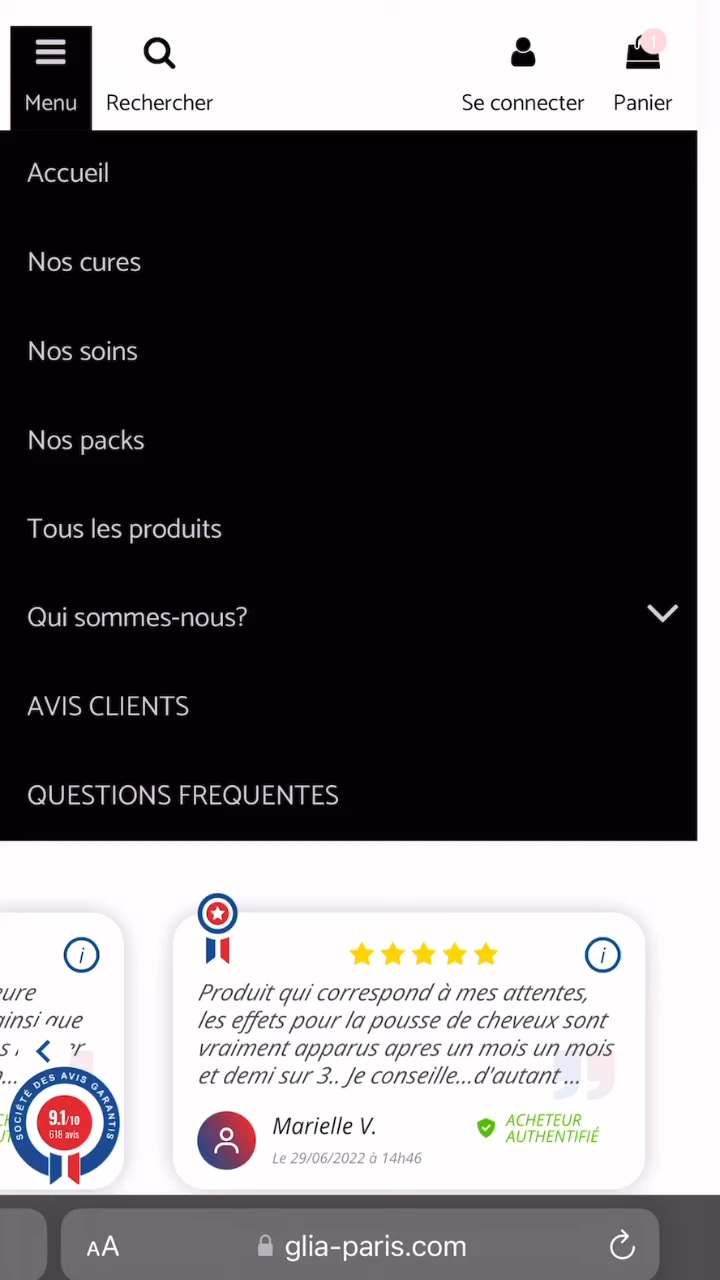 Menu
Rechercher
Se connecter
1
Panier
Accueil
Nos cures
Nos soins
Nos packs
Tous les produits
Qui sommes-nous?
AVIS CLIENTS
QUESTIONS FREQUENTES
ainsi que
Produit qui correspond à mes attentes,
les effets pour la pousse de cheveux sont
vraiment apparus apres un mois un mois
et demi sur 3.. Je conseille...d'autant ...
Marielle V.
Le 29/06/2022 à 14h46
ACHETEUR
AUTHENTIFIÉ
SOCIÉTÉ DES AVIS GARANTIS
9.1/10
618 avis
AA
glia-paris.com